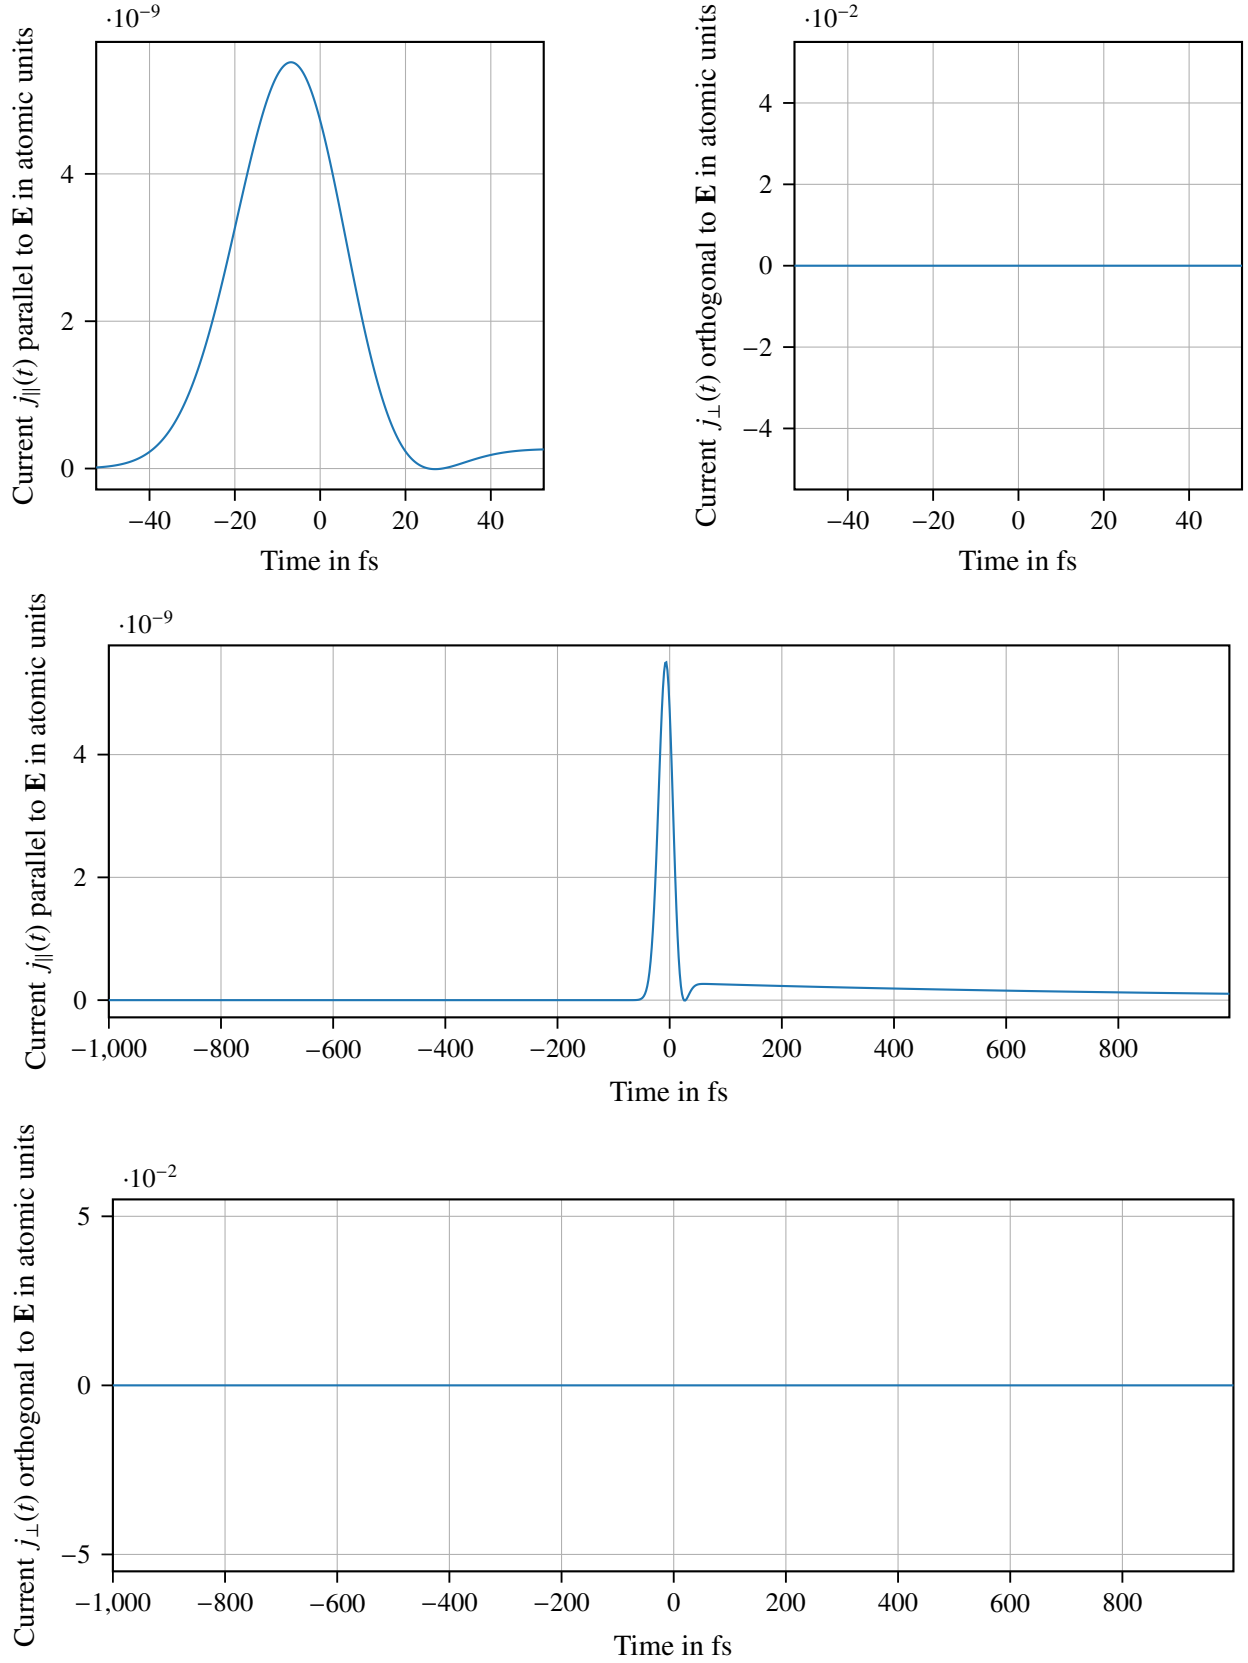 ·10⁻⁹
Current j∥(t) parallel to E in atomic units
4
2
0
−40 −20 0 20 40
Time in fs
·10⁻²
Current j⊥(t) orthogonal to E in atomic units
4
2
0
−2
−4
−40 −20 0 20 40
Time in fs
·10⁻⁹
Current j∥(t) parallel to E in atomic units
4
2
0
−1,000 −800 −600 −400 −200 0 200 400 600 800
Time in fs
·10⁻²
Current j⊥(t) orthogonal to E in atomic units
5
0
−5
−1,000 −800 −600 −400 −200 0 200 400 600 800
Time in fs